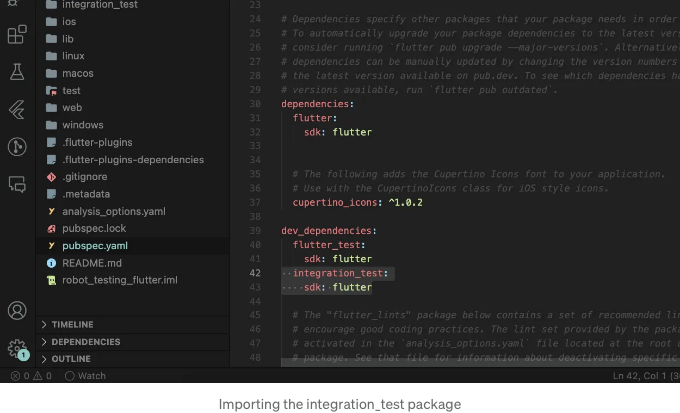 integration_test
ios
lib
linux
macos
test
web
windows
.flutter-plugins
.flutter-plugins-dependencies
.gitignore
.metadata
analysis_options.yaml
pubspec.lock
pubspec.yaml
README.md
robot_testing_flutter.iml
TIMELINE
DEPENDENCIES
OUTLINE
1
23
24 # Dependencies specify other packages that your package needs in order
25 # To automatically upgrade your package dependencies to the latest
26 # consider running `flutter pub upgrade --major-versions`.
27 # dependencies can be manually updated by changing the version numbers
28 # the latest version available on pub.dev. To see which dependencies
29 # versions available, run `flutter pub outdated`.
30 dependencies:
31 flutter:
32 sdk: flutter
33
34
35 # The following adds the Cupertino Icons font to your application.
36 # Use with the CupertinoIcons class for iOS style icons.
37 cupertino_icons: ^1.0.2
38
39 dev_dependencies:
40 flutter_test:
41 sdk: flutter
42 integration_test:
43 sdk: flutter
44
45 # The "flutter_lints" package below contains a set of recommended
46 # encourage good coding practices. The lint set provided by the
47 # activated in the `analysis_options.yaml` file located at the root
48 # package. See that file for information about deactivating specific
0 0 Watch
Ln 42, Col 1
Importing the integration_test package